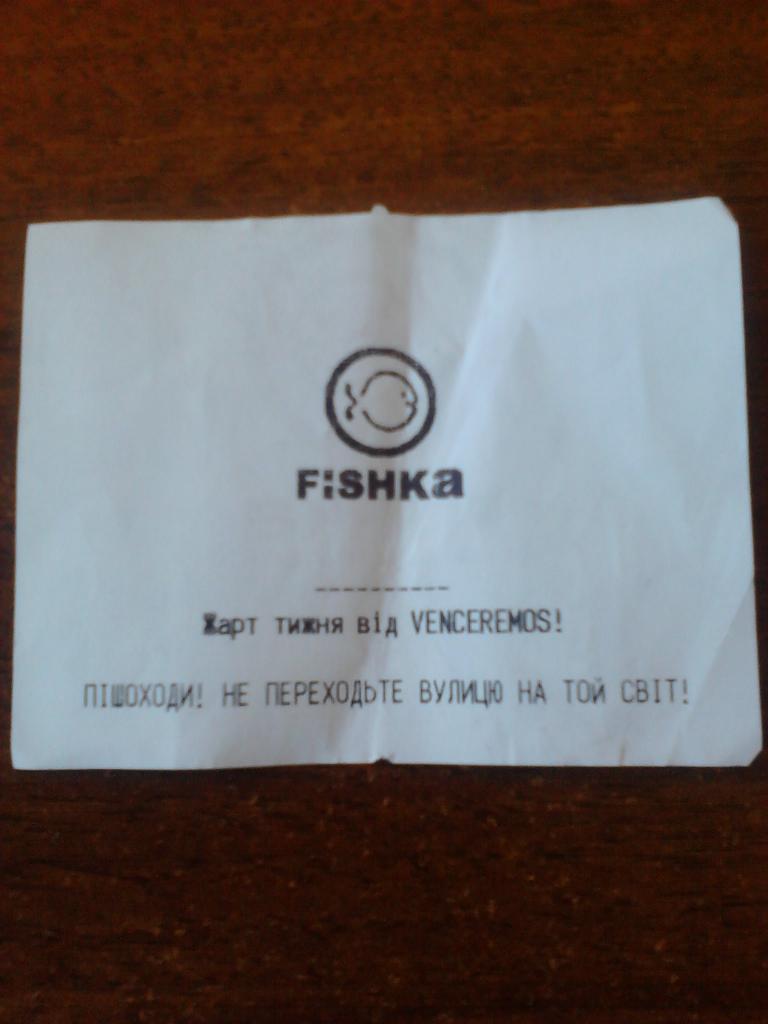 FiSHKa
Жарт тижня від VENCEREMOS!
ПІШОХОДИ! НЕ ПЕРЕХОДЬТЕ ВУЛИЦЮ НА ТОЙ СВІТ!